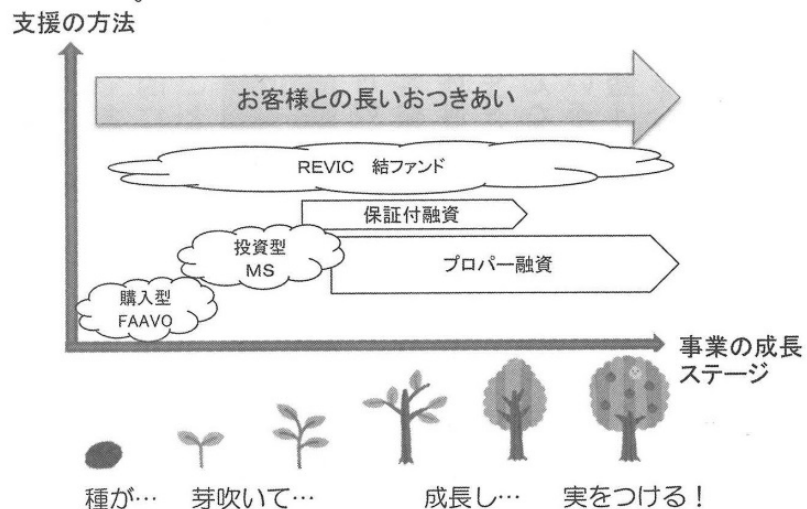 支援の方法
お客様との長いおつきあい
REVIC 結ファンド
保証付融資
投資型
MS
プロパー融資
購入型
FAAVO
事業の成長
ステージ
種が… 芽吹いて… 成長し… 実をつける！